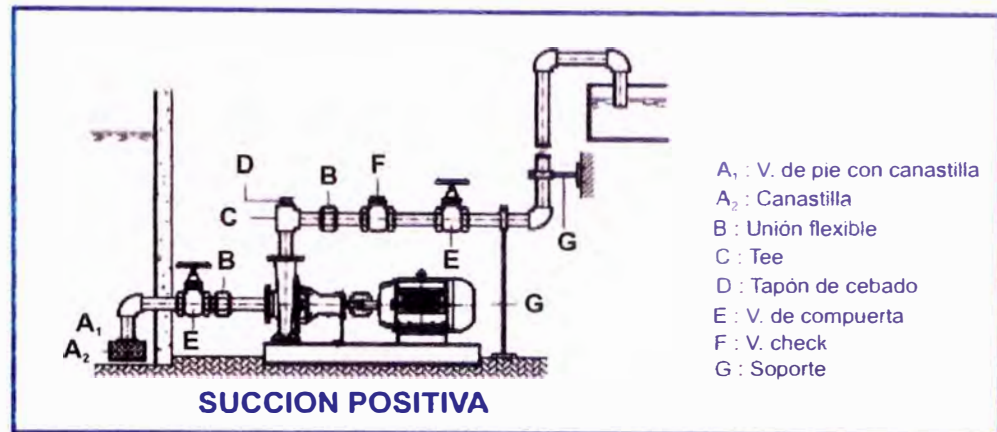 D
B
F
C
E
G
B
G
A₁
E
A₂
SUCCION POSITIVA
A₁ : V. de pie con canastilla
A₂ : Canastilla
B : Unión flexible
C : Tee
D : Tapón de cebado
E : V. de compuerta
F : V. check
G : Soporte